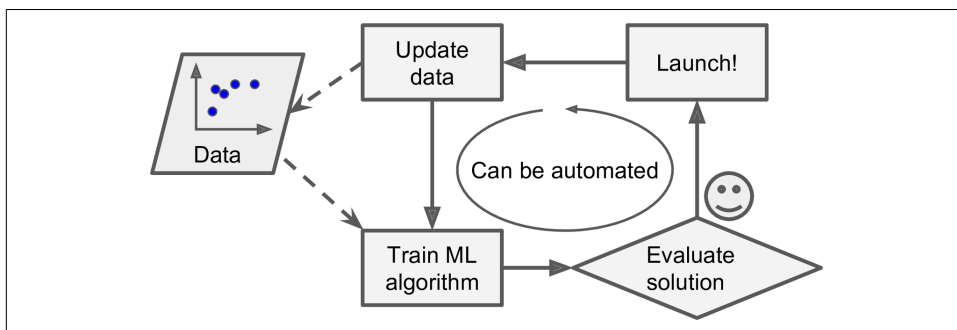 Update
data
Launch!
Data
Can be automated
Train ML
algorithm
Evaluate
solution